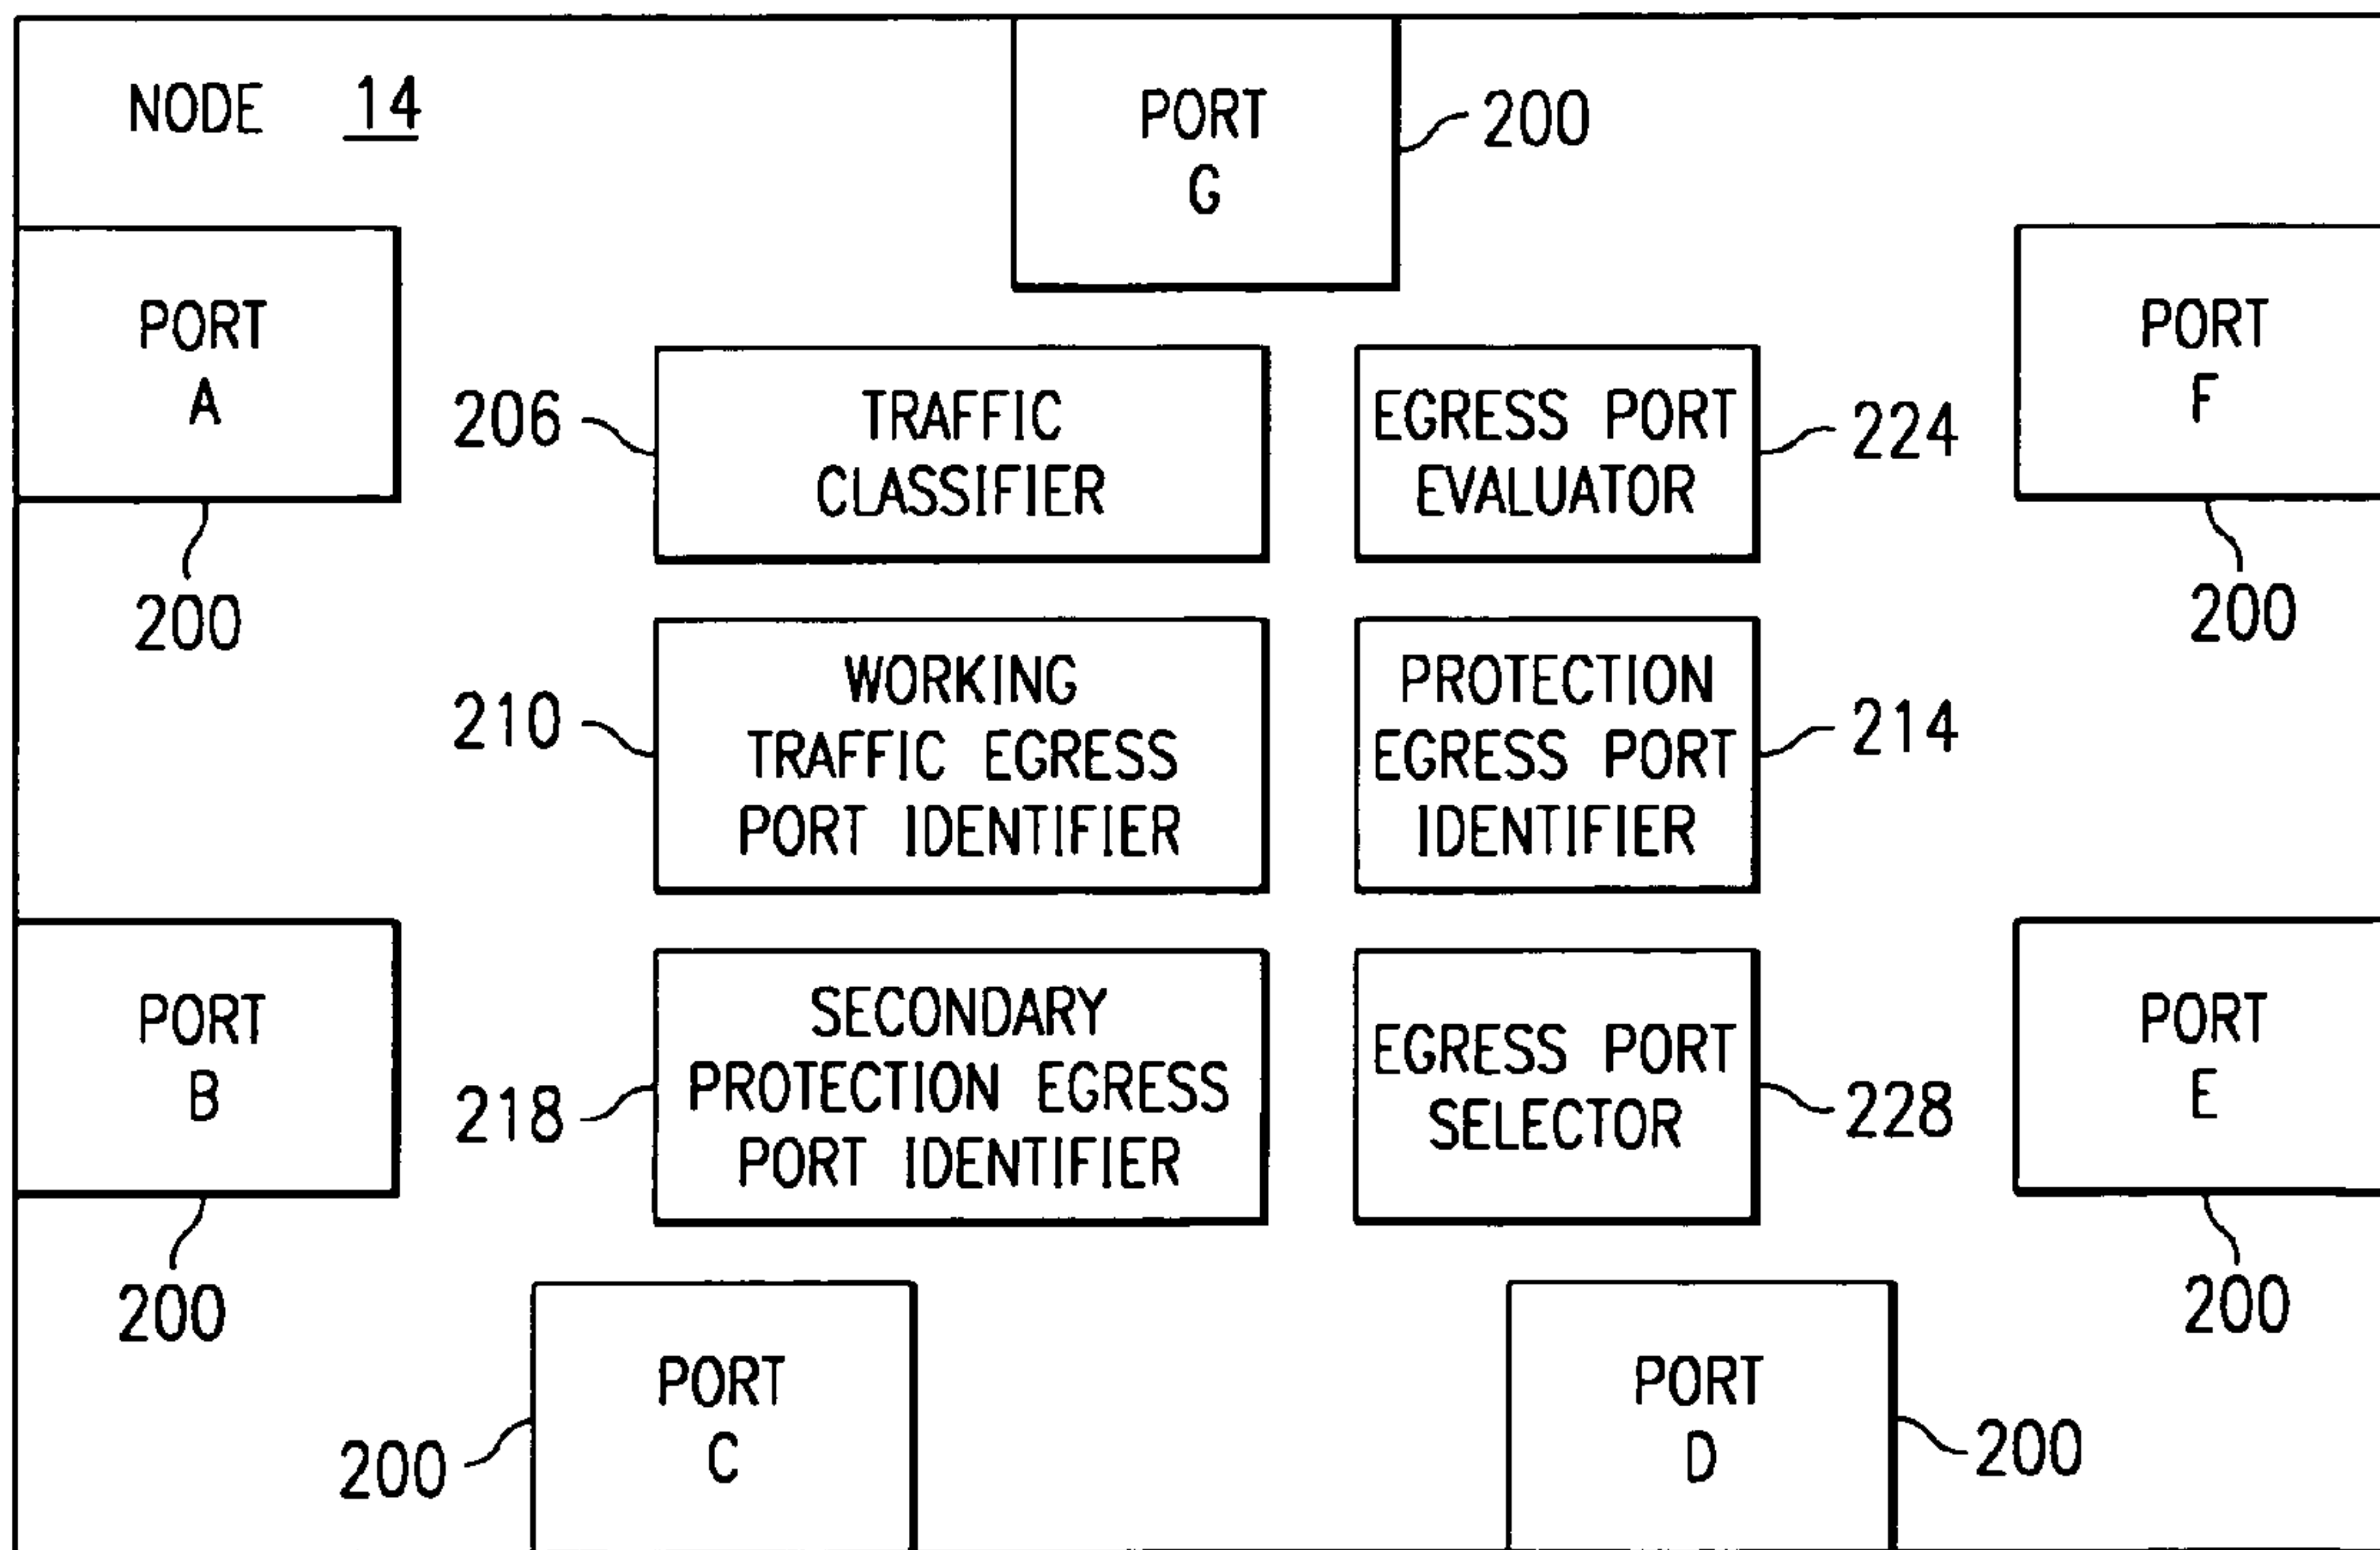 NODE 14
PORT
G
200
PORT
A
200
PORT
F
200
206
TRAFFIC
CLASSIFIER
EGRESS PORT
EVALUATOR
224
210
WORKING
TRAFFIC EGRESS
PORT IDENTIFIER
PROTECTION
EGRESS PORT
IDENTIFIER
214
PORT
B
200
218
SECONDARY
PROTECTION EGRESS
PORT IDENTIFIER
EGRESS PORT
SELECTOR
228
PORT
E
200
200
PORT
C
PORT
D
200